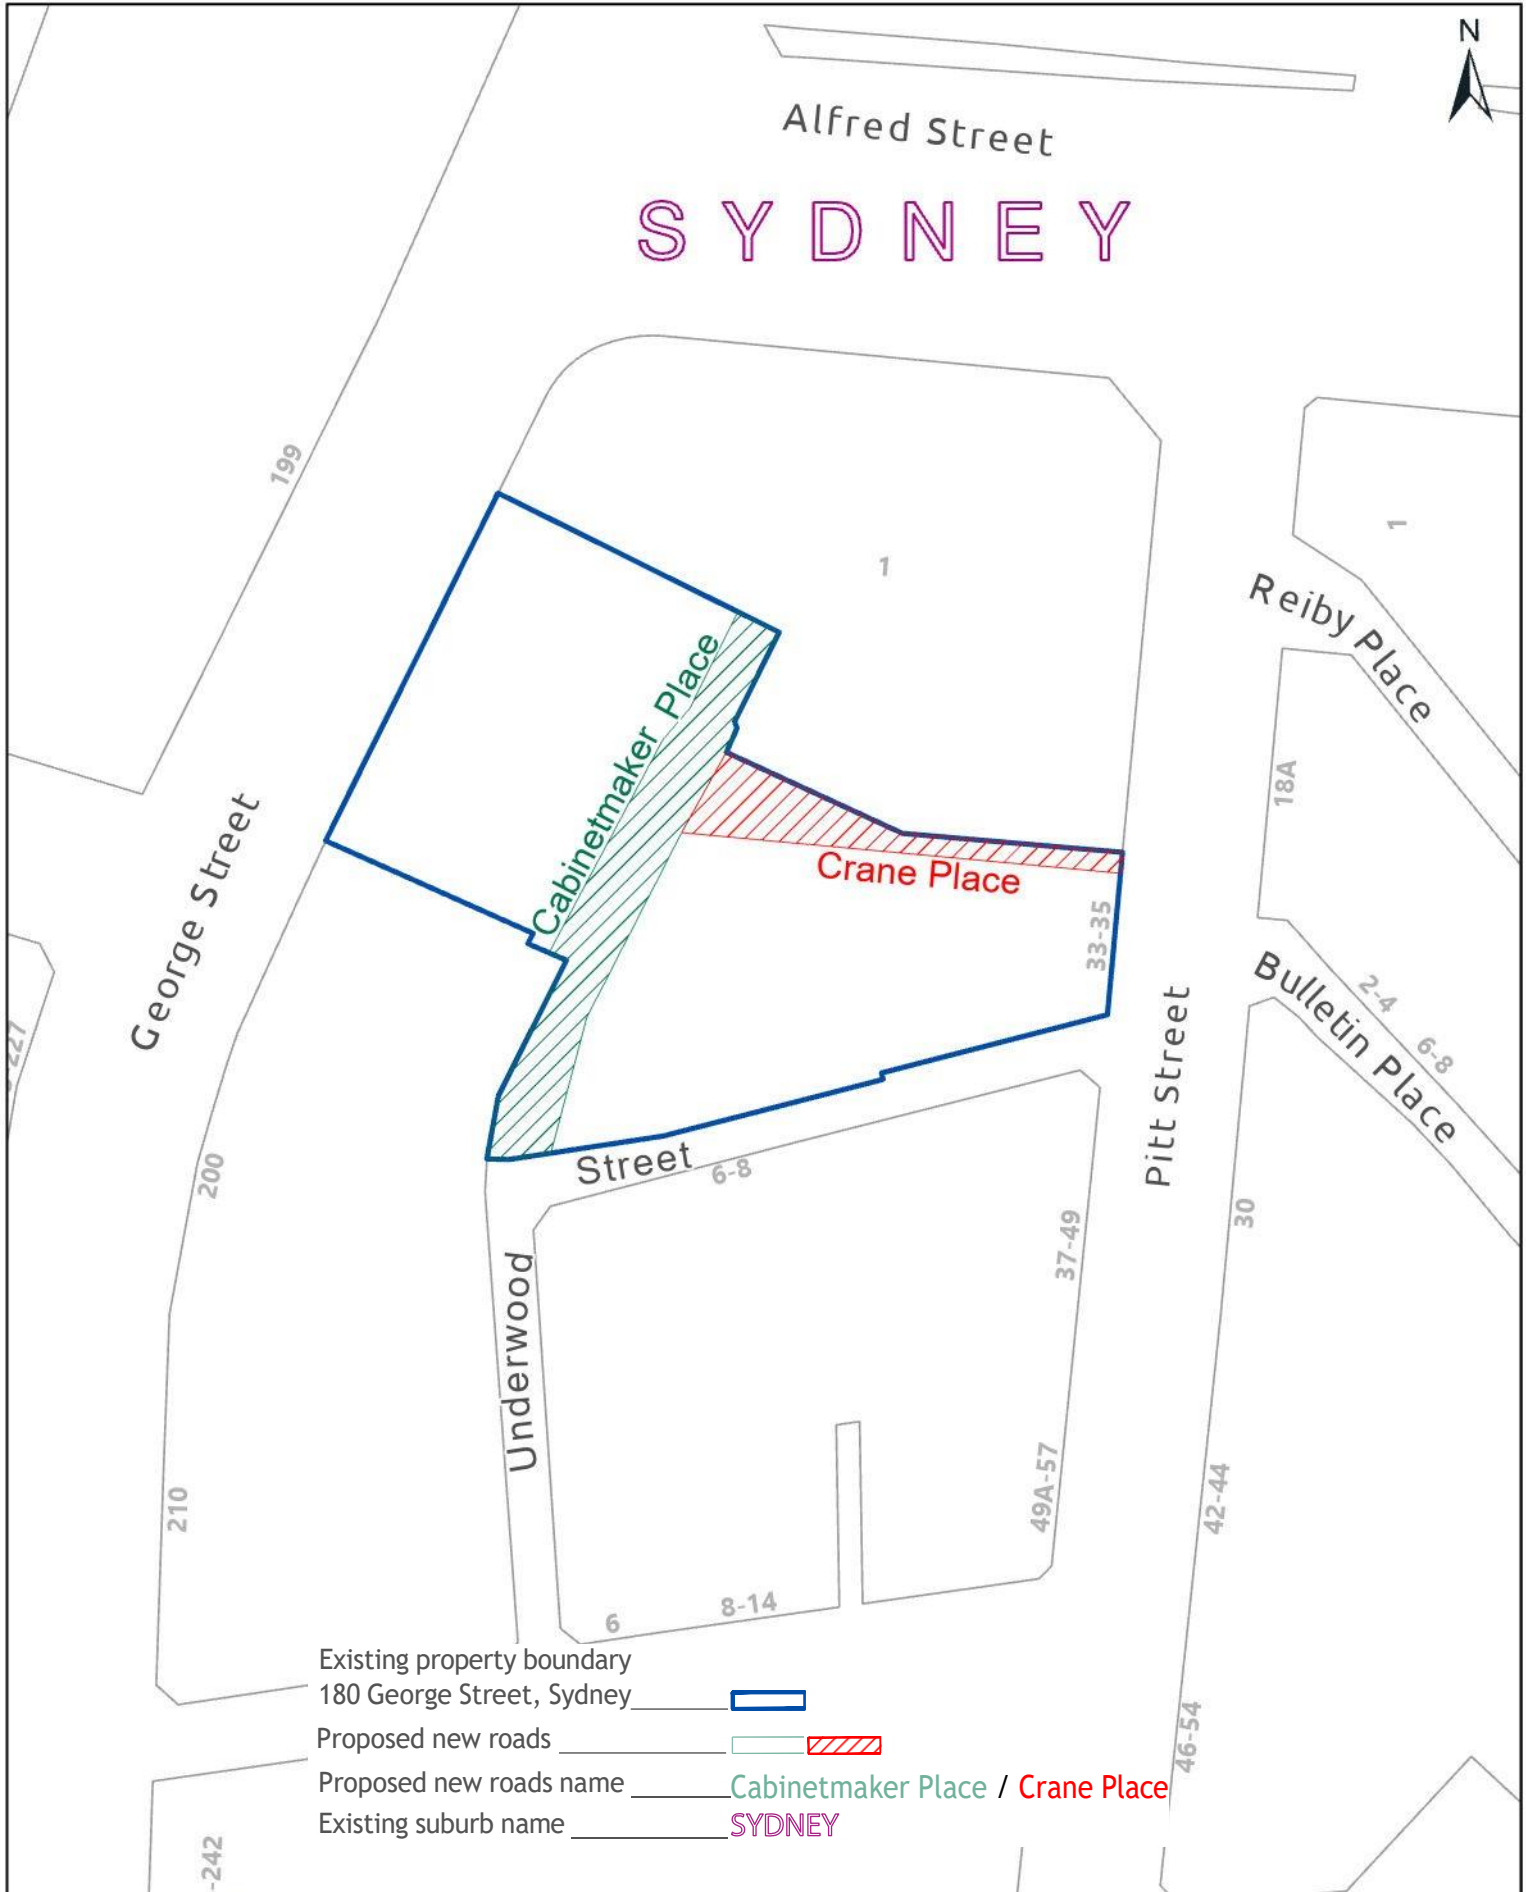 N
Alfred Street
SYDNEY
199
1
1
Reiby Place
Cabinetmaker Place
18A
Crane Place
George Street
33-35
Bulletin Place
2-4
6-8
Pitt Street
-227
200
Street
6-8
30
37-49
Underwood
49A-57
42-44
210
8-14
6
Existing property boundary
180 George Street, Sydney
Proposed new roads
Proposed new roads name Cabinetmaker Place / Crane Place
Existing suburb name SYDNEY
46-54
-242